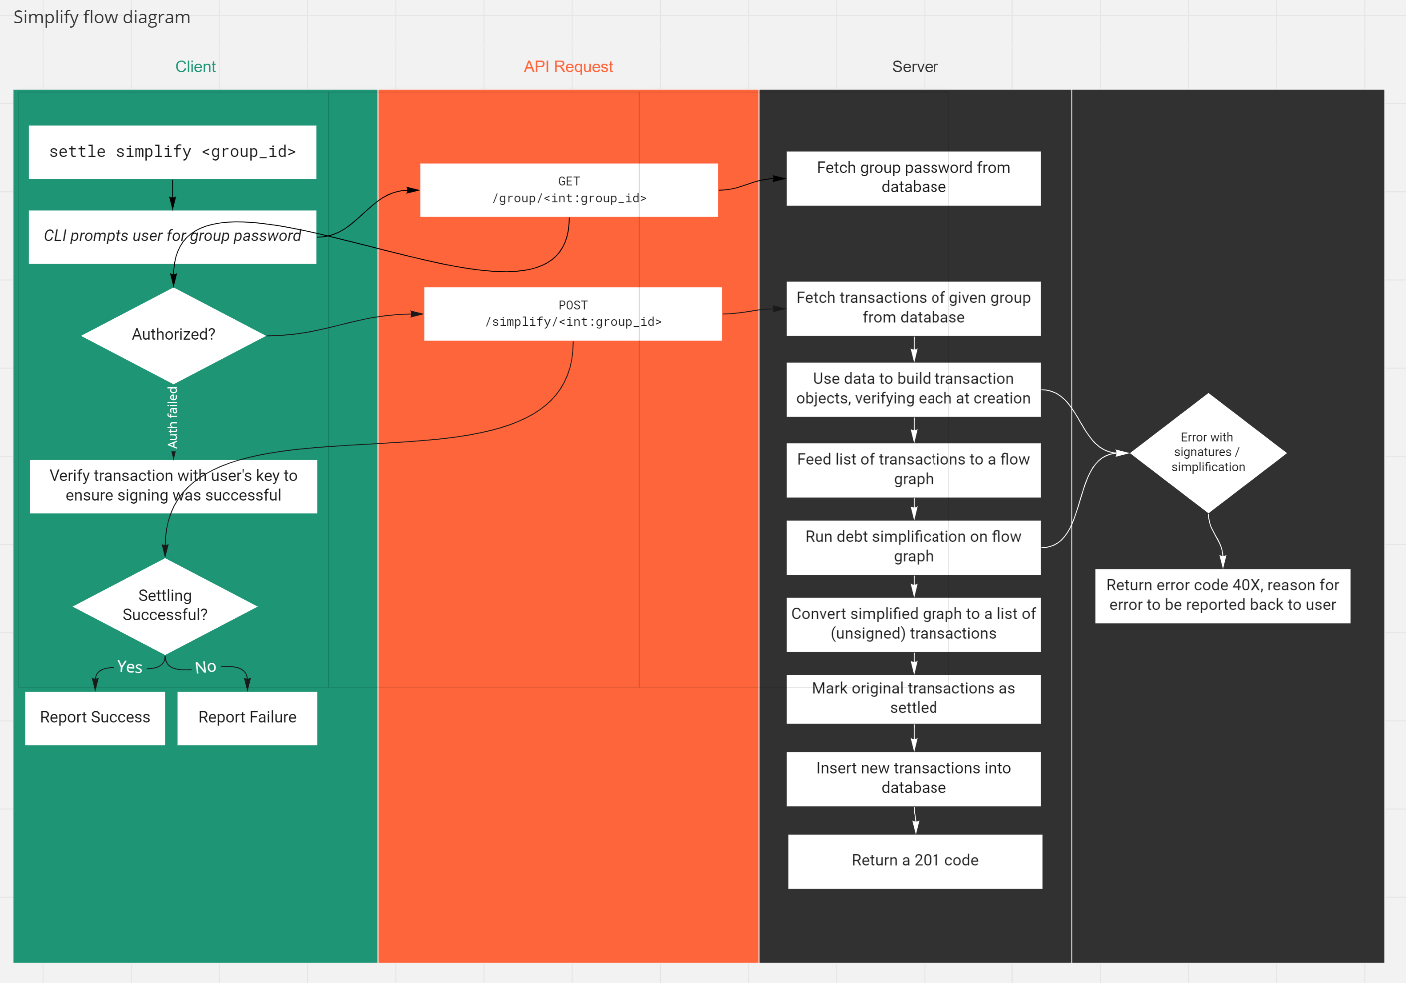 Simplify flow diagram
Client
API Request
Server
settle simplify <group_id>
CLI prompts user for group password
Authorized?
Auth failed
Verify transaction with user's key to
ensure signing was successful
Settling
Successful?
Yes
No
Report Success
Report Failure
GET
/group/<int:group_id>
POST
/simplify/<int:group_id>
Fetch group password from
database
Fetch transactions of given group
from database
Use data to build transaction
objects, verifying each at creation
Feed list of transactions to a flow
graph
Run debt simplification on flow
graph
Convert simplified graph to a list of
(unsigned) transactions
Mark original transactions as
settled
Insert new transactions into
database
Return a 201 code
Error with
signatures /
simplification
Return error code 40X, reason for
error to be reported back to user